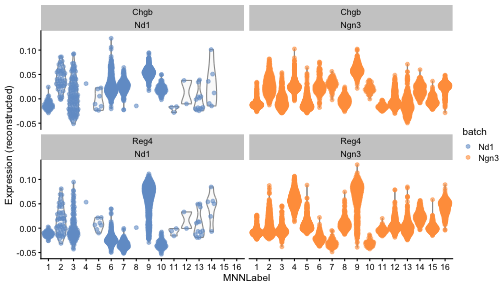 Chgb
Chgb
Nd1
Ngn3
0.10
0.05
0.00
-0.05
Reg4
Reg4
Nd1
Ngn3
0.10
0.05
0.00
-0.05
1 2 3 4 5 6 7 8 9 10 11 12 13 14 15 16
1 2 3 4 5 6 7 8 9 10 11 12 13 14 15 16
MNNLabel
Expression (reconstructed)
batch
Nd1
Ngn3